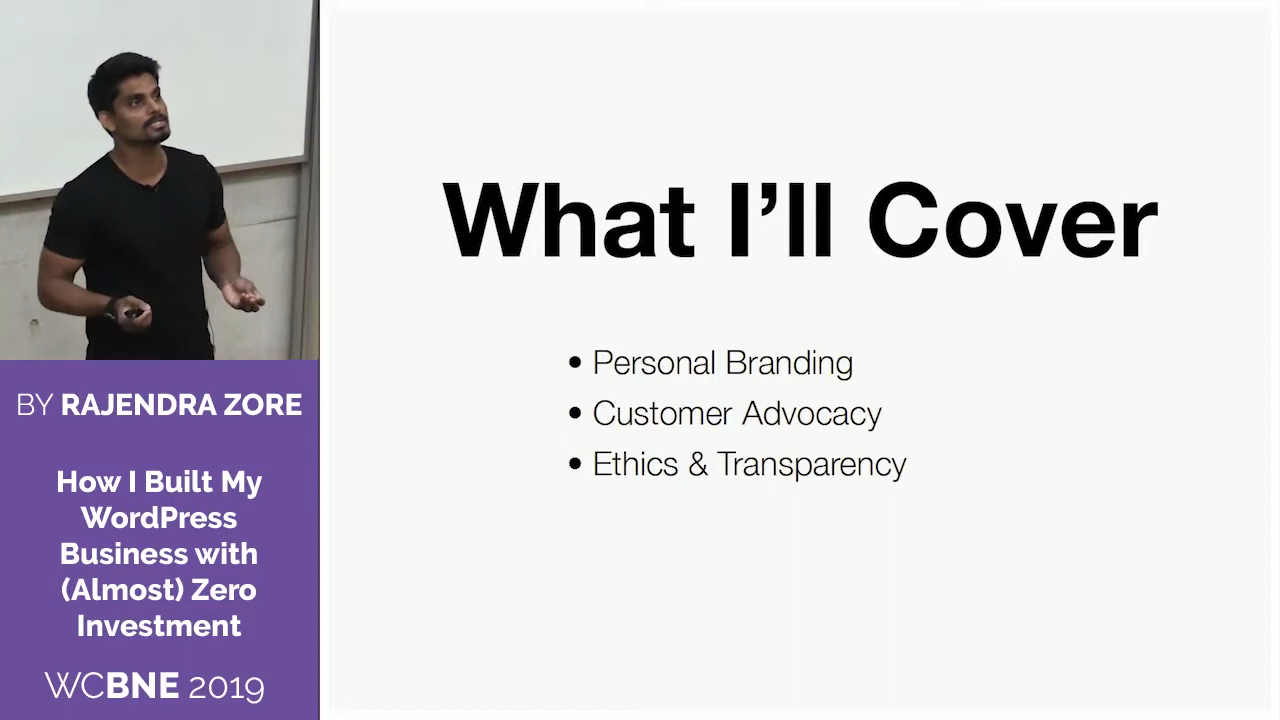 BY RAJENDRA ZORE
How I Built My
WordPress
Business with
(Almost) Zero
Investment
WCBNE 2019
What I’ll Cover
• Personal Branding
• Customer Advocacy
• Ethics & Transparency